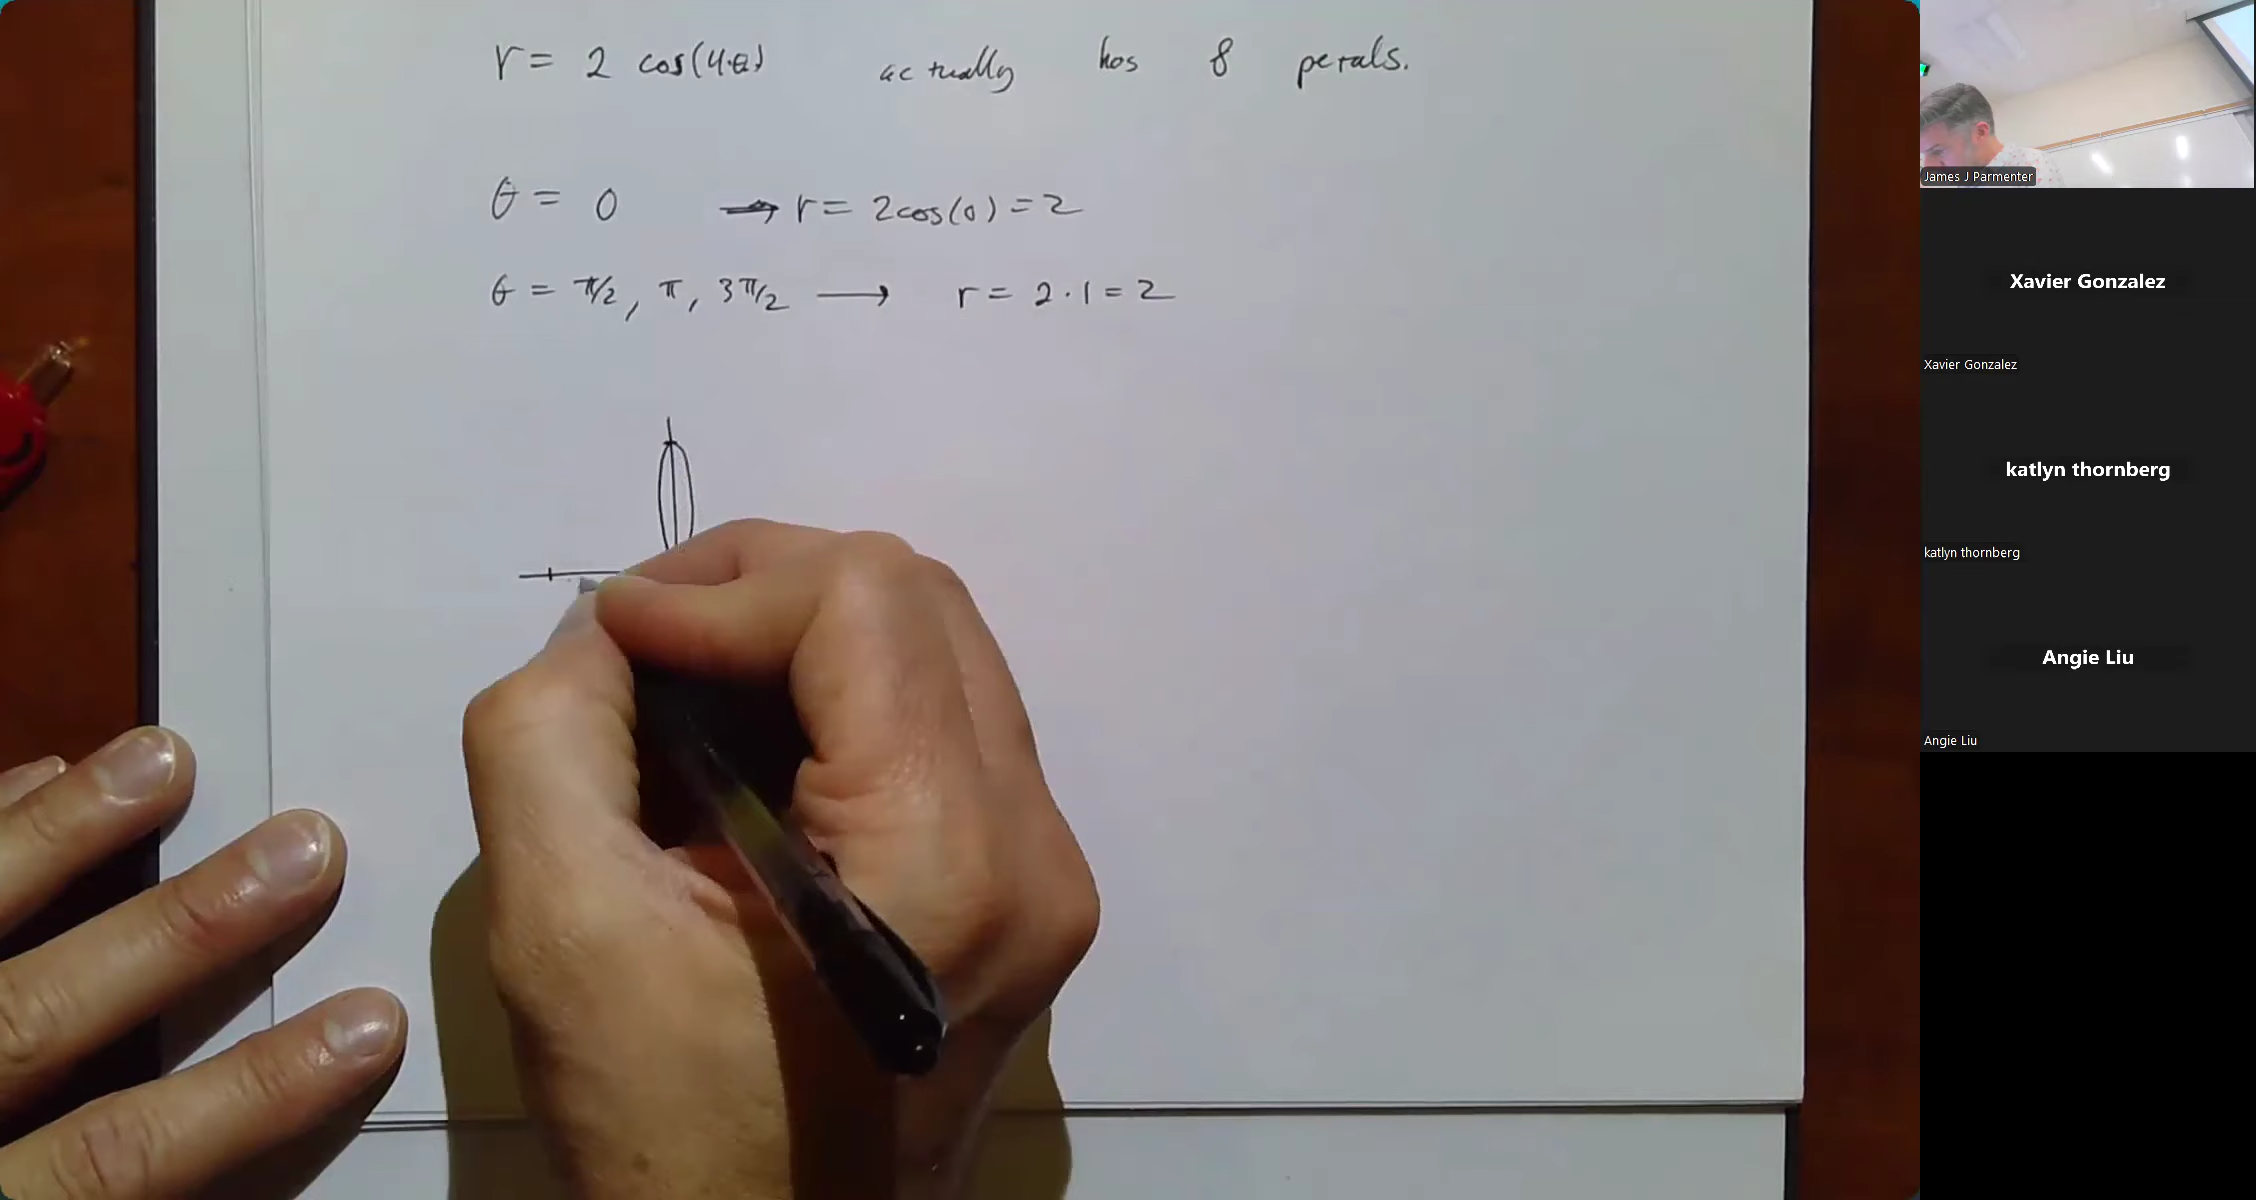 r = 2 cos(4·θ) actually has 8 petals.
θ = 0 → r = 2cos(0) = 2
θ = π/2, π, 3π/2 → r = 2·1 = 2
James J Parmenter
Xavier Gonzalez
Xavier Gonzalez
katlyn thornberg
katlyn thornberg
Angie Liu
Angie Liu